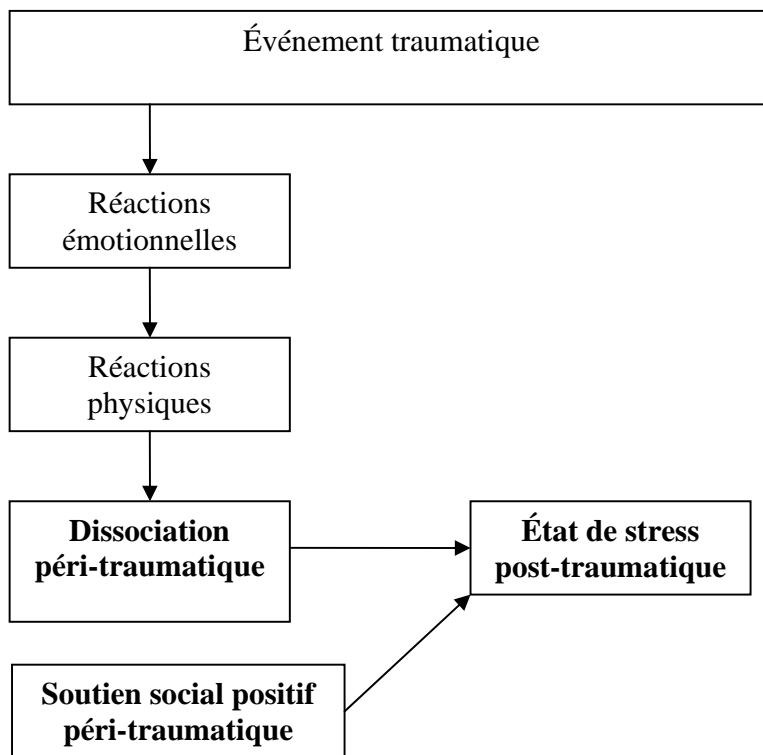 Événement traumatique
Réactions
émotionnelles
Réactions
physiques
Dissociation
péri-traumatique
État de stress
post-traumatique
Soutien social positif
péri-traumatique